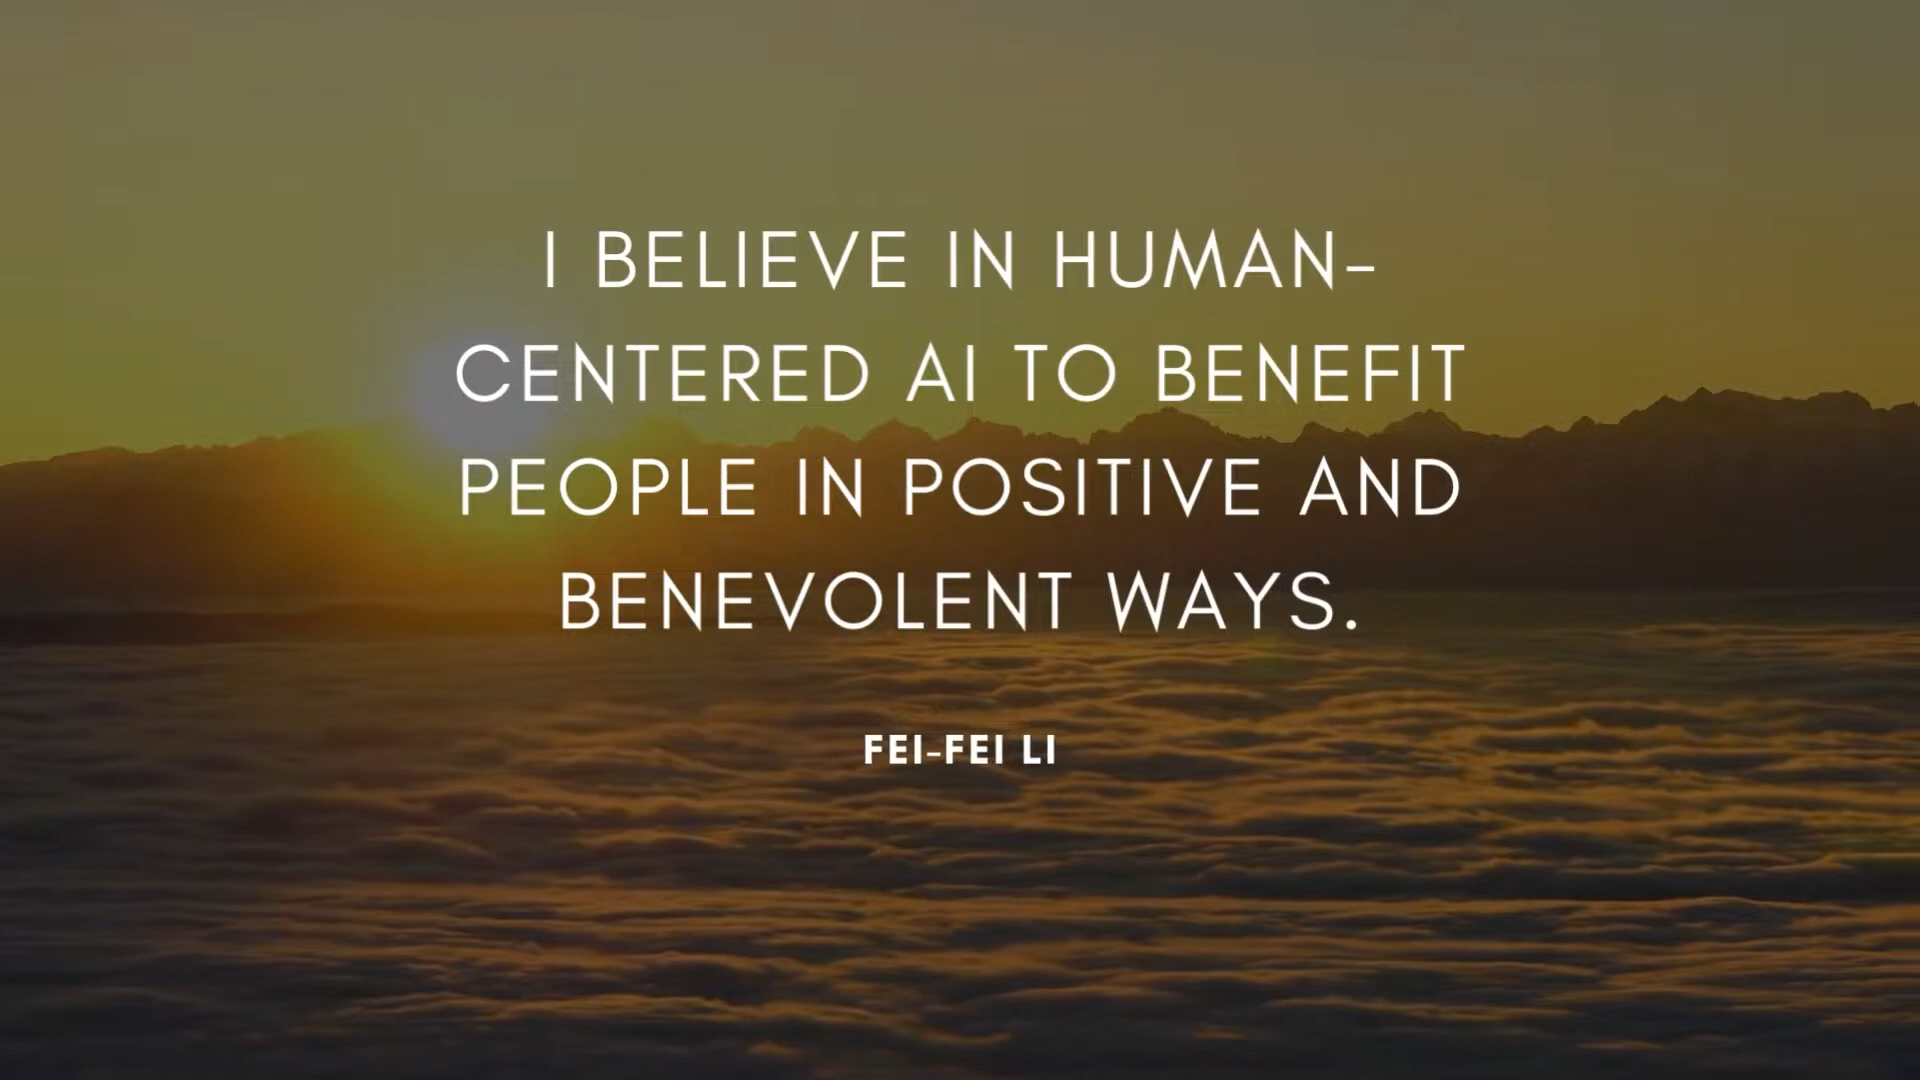 I BELIEVE IN HUMAN-
CENTERED AI TO BENEFIT
PEOPLE IN POSITIVE AND
BENEVOLENT WAYS.
FEI-FEI LI